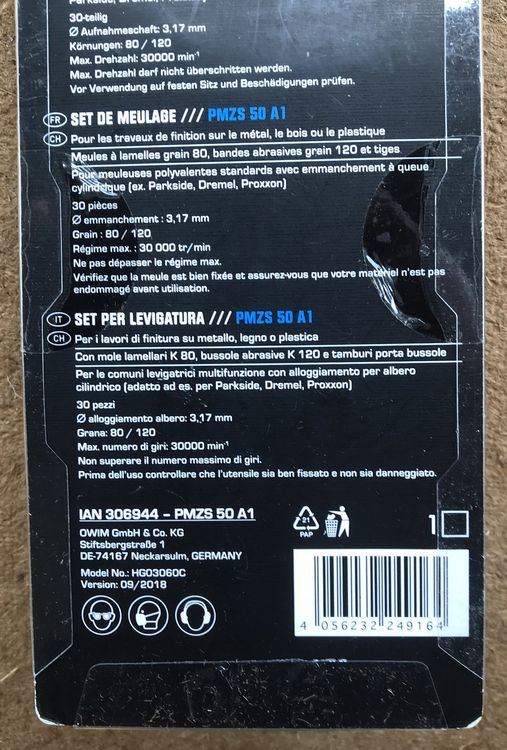 30-teilig
Ø Aufnahmeschaft: 3,17 mm
Körnungen: 80 / 120
Max. Drehzahl: 30000 min⁻¹
Max. Drehzahl darf nicht überschritten werden.
Vor Verwendung auf festen Sitz und Beschädigungen prüfen.
FR SET DE MEULAGE /// PMZS 50 A1
CH Pour les travaux de finition sur le métal, le bois ou le plastique
Meules à lamelles grain 80, bandes abrasives grain 120 et tiges
Pour meuleuses polyvalentes standards avec emmanchement à queue
cylindrique (ex. Parkside, Dremel, Proxxon)
30 pièces
Ø emmanchement : 3,17 mm
Grain : 80 / 120
Régime max. : 30 000 tr/min
Ne pas dépasser le régime max.
Vérifiez que la meule est bien fixée et assurez-vous que votre matériel n'est pas
endommagé avant utilisation.
IT SET PER LEVIGATURA /// PMZS 50 A1
CH Per i lavori di finitura su metallo, legno o plastica
Con mole lamellari K 80, bussole abrasive K 120 e tamburi porta bussole
Per le comuni levigatrici multifunzione con alloggiamento per albero
cilindrico (adatto ad es. per Parkside, Dremel, Proxxon)
30 pezzi
Ø alloggiamento albero: 3,17 mm
Grana: 80 / 120
Max. numero di giri: 30000 min⁻¹
Non superare il numero massimo di giri.
Prima dell'uso controllare che l'utensile sia ben fissato e non sia danneggiato.
IAN 306944 – PMZS 50 A1
OWIM GmbH & Co. KG
Stiftsbergstraße 1
DE-74167 Neckarsulm, GERMANY
Model No.: HG03060C
Version: 09/2018
21
PAP
1
4 056232 249164